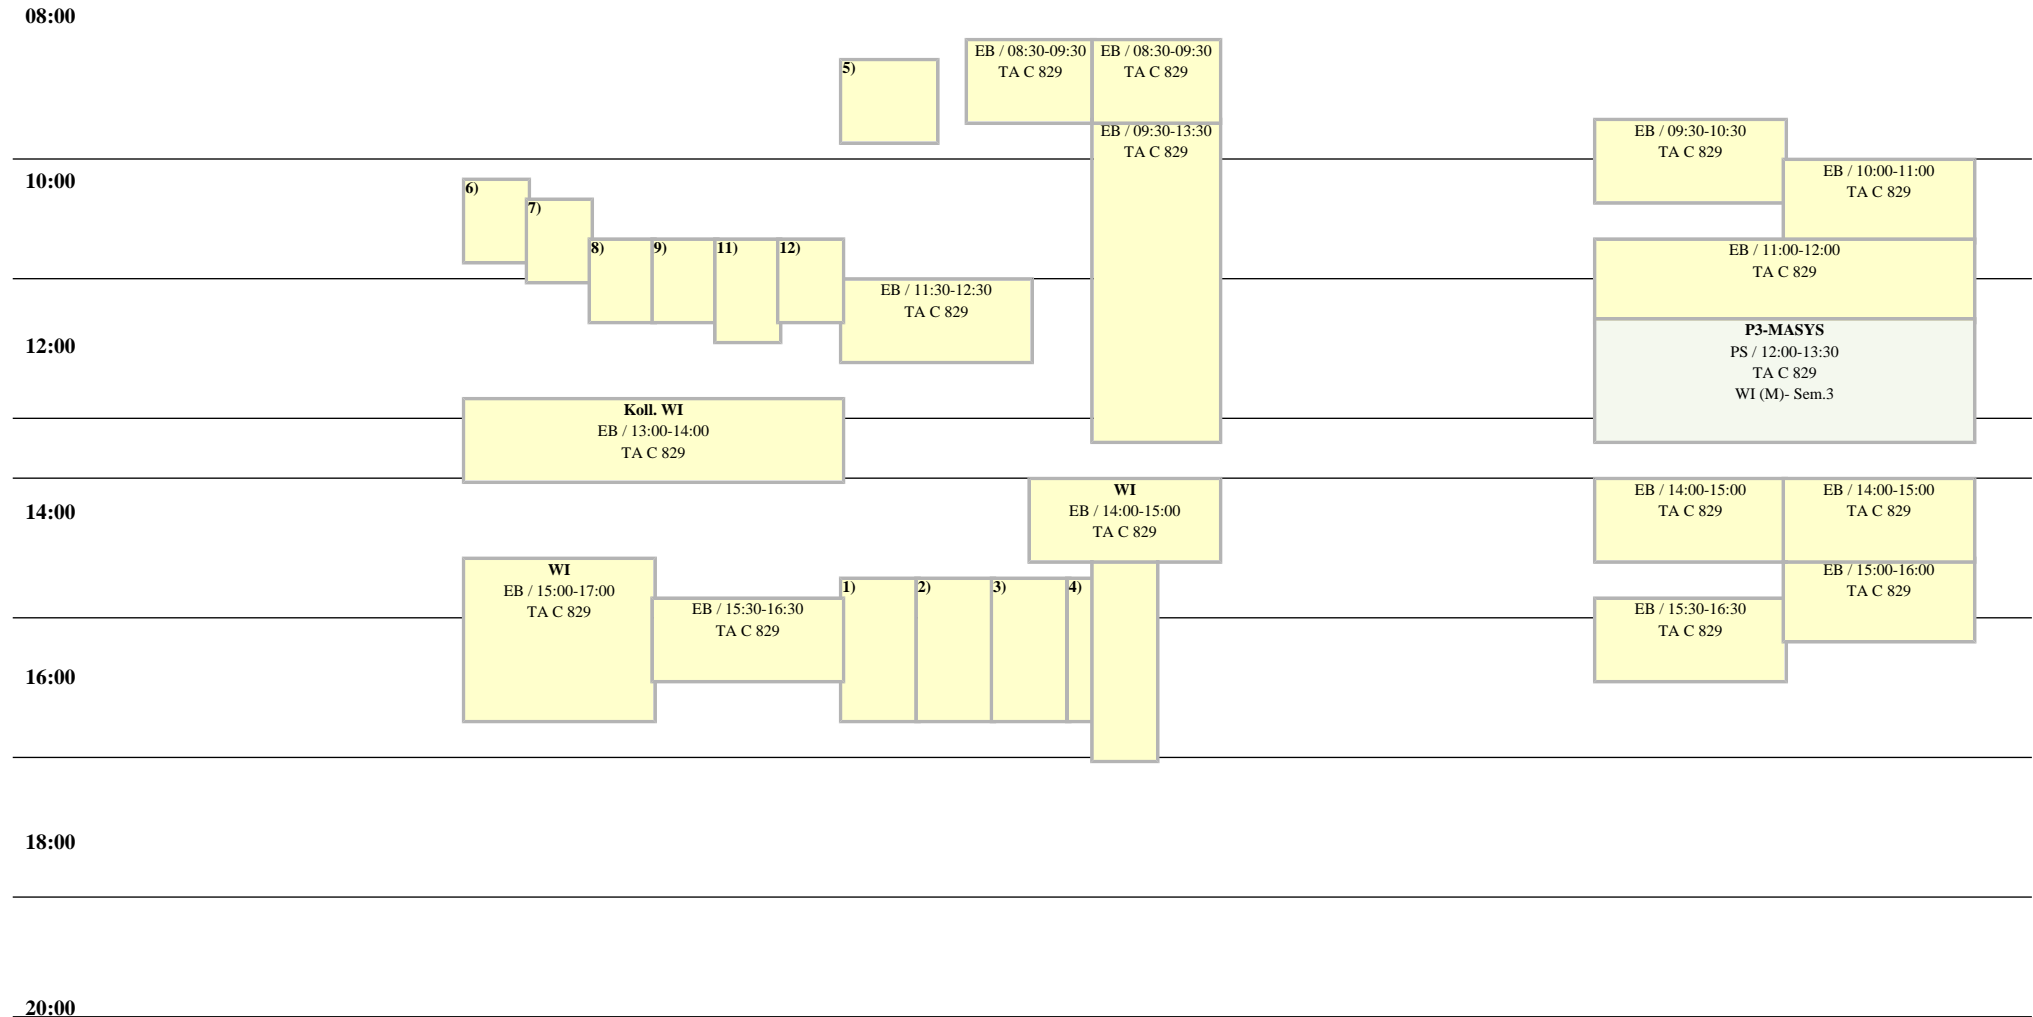 08:00
EB / 08:30-09:30
TA C 829
EB / 08:30-09:30
TA C 829
5)
EB / 09:30-13:30
TA C 829
EB / 09:30-10:30
TA C 829
10:00
EB / 10:00-11:00
TA C 829
6)
7)
8)
9)
11)
12)
EB / 11:00-12:00
TA C 829
EB / 11:30-12:30
TA C 829
12:00
P3-MASYS
PS / 12:00-13:30
TA C 829
WI (M)- Sem.3
Koll. WI
EB / 13:00-14:00
TA C 829
14:00
WI
EB / 14:00-15:00
TA C 829
EB / 14:00-15:00
TA C 829
EB / 14:00-15:00
TA C 829
WI
EB / 15:00-17:00
TA C 829
EB / 15:30-16:30
TA C 829
1)
2)
3)
4)
EB / 15:00-16:00
TA C 829
EB / 15:30-16:30
TA C 829
16:00
18:00
20:00